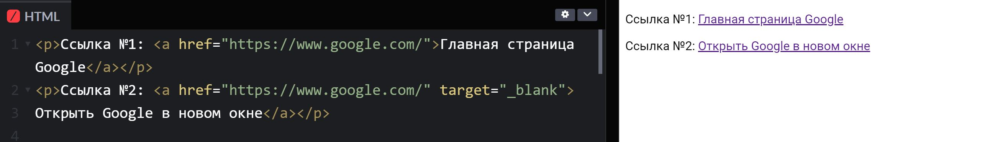 HTML
1 <p>Ссылка №1: <a href="https://www.google.com/">Главная страница
Google</a></p>
2 <p>Ссылка №2: <a href="https://www.google.com/" target="_blank">
3 Открыть Google в новом окне</a></p>
4
Ссылка №1: Главная страница Google
Ссылка №2: Открыть Google в новом окне